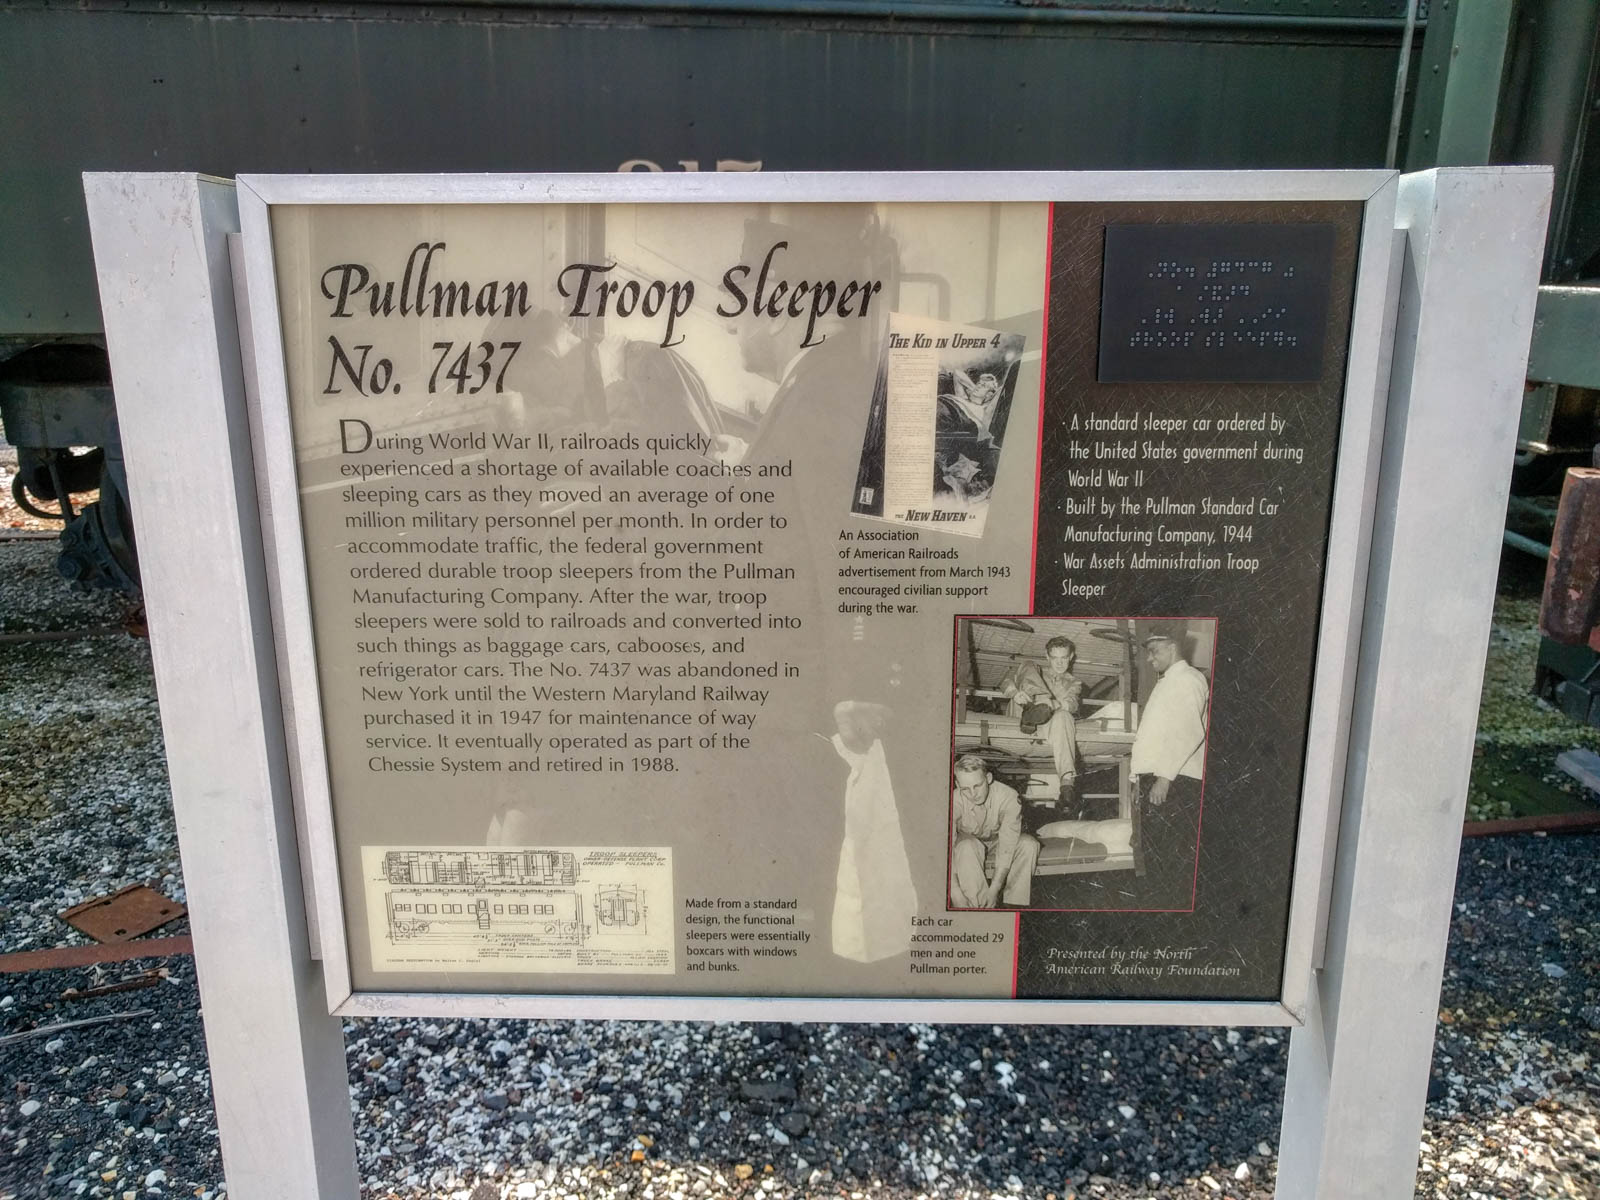 217
Pullman Troop Sleeper
No. 7437
During World War II, railroads quickly
experienced a shortage of available coaches and
sleeping cars as they moved an average of one
million military personnel per month. In order to
accommodate traffic, the federal government
ordered durable troop sleepers from the Pullman
Manufacturing Company. After the war, troop
sleepers were sold to railroads and converted into
such things as baggage cars, cabooses, and
refrigerator cars. The No. 7437 was abandoned in
New York until the Western Maryland Railway
purchased it in 1947 for maintenance of way
service. It eventually operated as part of the
Chessie System and retired in 1988.
THE KID IN UPPER 4
THE NEW HAVEN R.R.
An Association
of American Railroads
advertisement from March 1943
encouraged civilian support
during the war.
TROOP SLEEPERS
OWNER-DEFENSE PLANT CORP.
OPERATED - PULLMAN Co.
Made from a standard
design, the functional
sleepers were essentially
boxcars with windows
and bunks.
Each car
accommodated 29
men and one
Pullman porter.
· A standard sleeper car ordered by
the United States government during
World War II
· Built by the Pullman Standard Car
Manufacturing Company, 1944
· War Assets Administration Troop
Sleeper
Presented by the North
American Railway Foundation